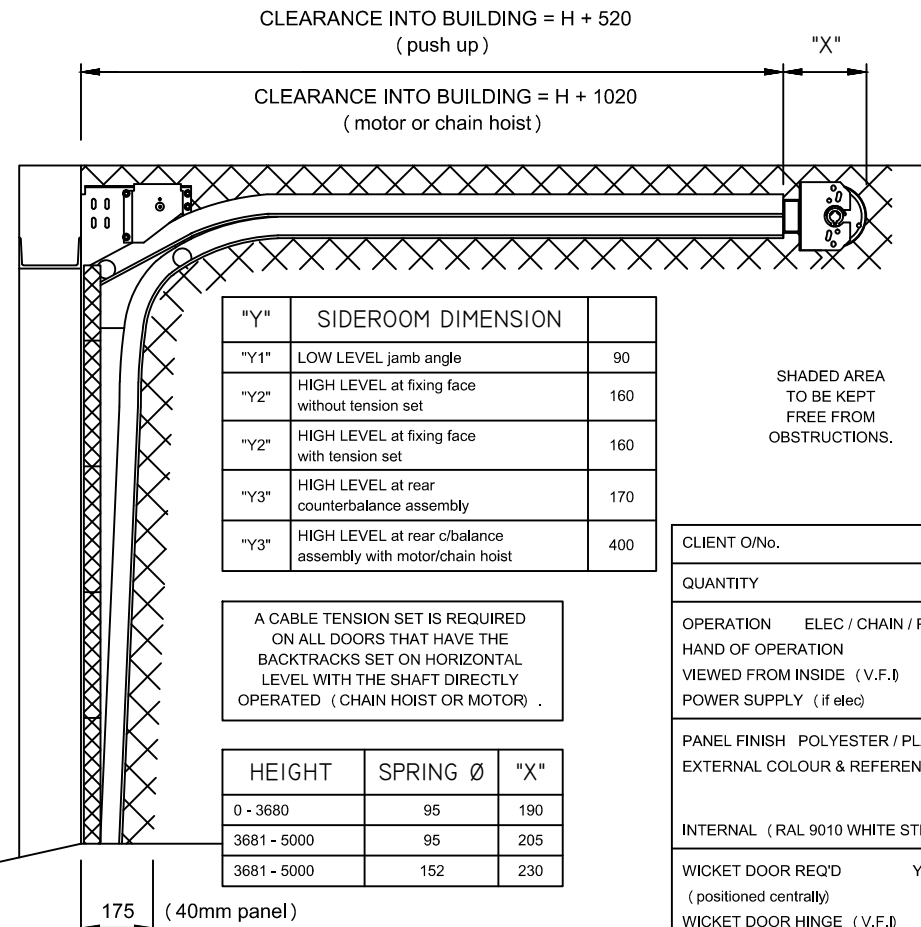 CLEARANCE INTO BUILDING = H + 520
( push up )
"X"
CLEARANCE INTO BUILDING = H + 1020
( motor or chain hoist )
"Y" SIDEROOM DIMENSION
"Y1" LOW LEVEL jamb angle 90
"Y2" HIGH LEVEL at fixing face
without tension set 160
"Y2" HIGH LEVEL at fixing face
with tension set 160
"Y3" HIGH LEVEL at rear
counterbalance assembly 170
"Y3" HIGH LEVEL at rear c/balance
assembly with motor/chain hoist 400
SHADED AREA
TO BE KEPT
FREE FROM
OBSTRUCTIONS.
A CABLE TENSION SET IS REQUIRED
ON ALL DOORS THAT HAVE THE
BACKTRACKS SET ON HORIZONTAL
LEVEL WITH THE SHAFT DIRECTLY
OPERATED ( CHAIN HOIST OR MOTOR) .
HEIGHT SPRING Ø "X"
0 - 3680 95 190
3681 - 5000 95 205
3681 - 5000 152 230
175 ( 40mm panel )
CLIENT O/No.
QUANTITY
OPERATION ELEC / CHAIN /
HAND OF OPERATION
VIEWED FROM INSIDE ( V.F.I)
POWER SUPPLY ( if elec)
PANEL FINISH POLYESTER /
EXTERNAL COLOUR &
INTERNAL ( RAL 9010 WHITE
WICKET DOOR REQ'D
( positioned centrally)
WICKET DOOR HINGE ( V.F.I)